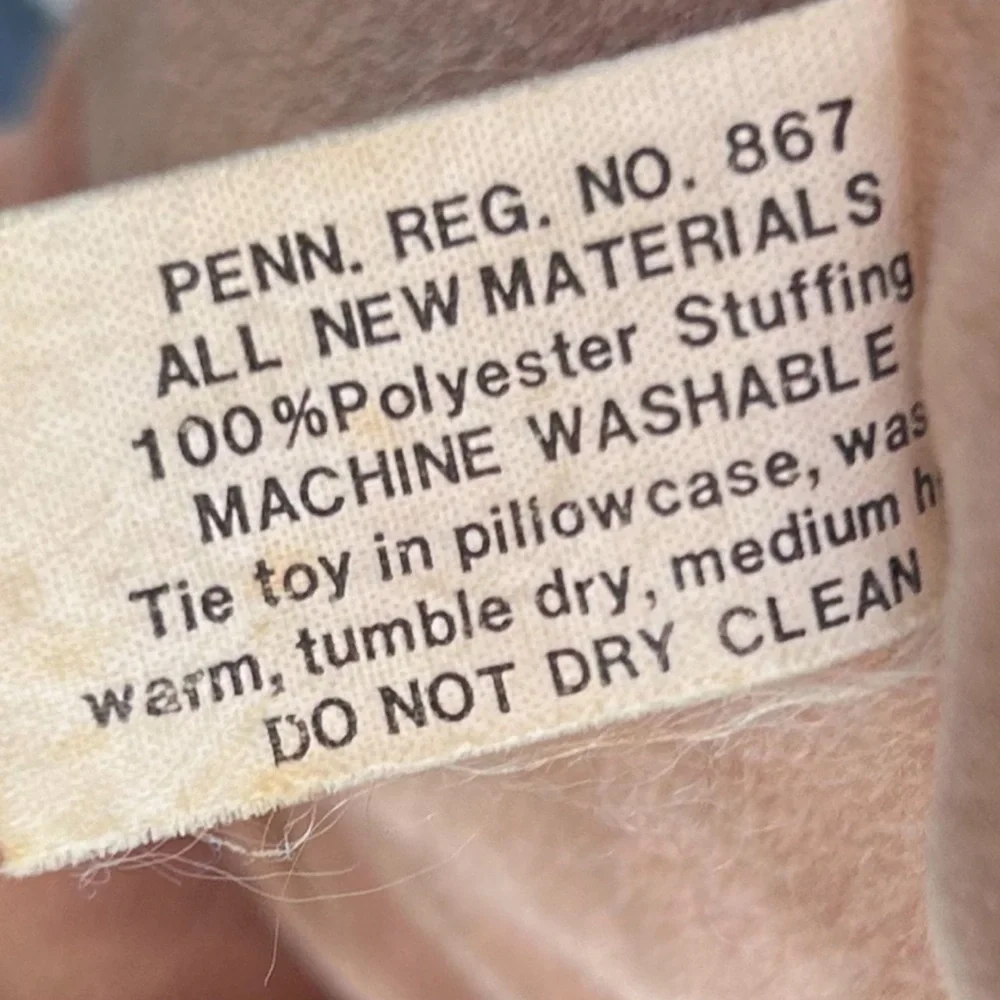 PENN. REG. NO. 867
ALL NEW MATERIALS
100%Polyester Stuffing
MACHINE WASHABLE
Tie toy in pillowcase,
warm, tumble dry, medium
DO NOT DRY CLEAN